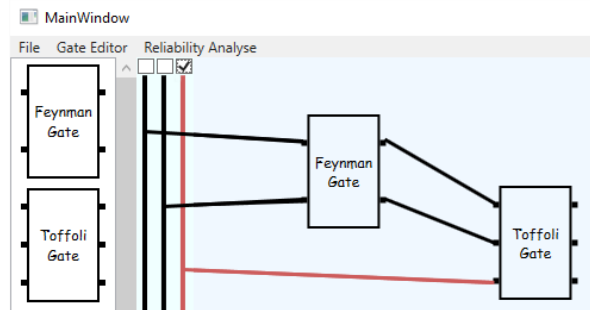 MainWindow
File Gate Editor Reliability Analyse
Feynman
Gate
Toffoli
Gate
Feynman
Gate
Toffoli
Gate